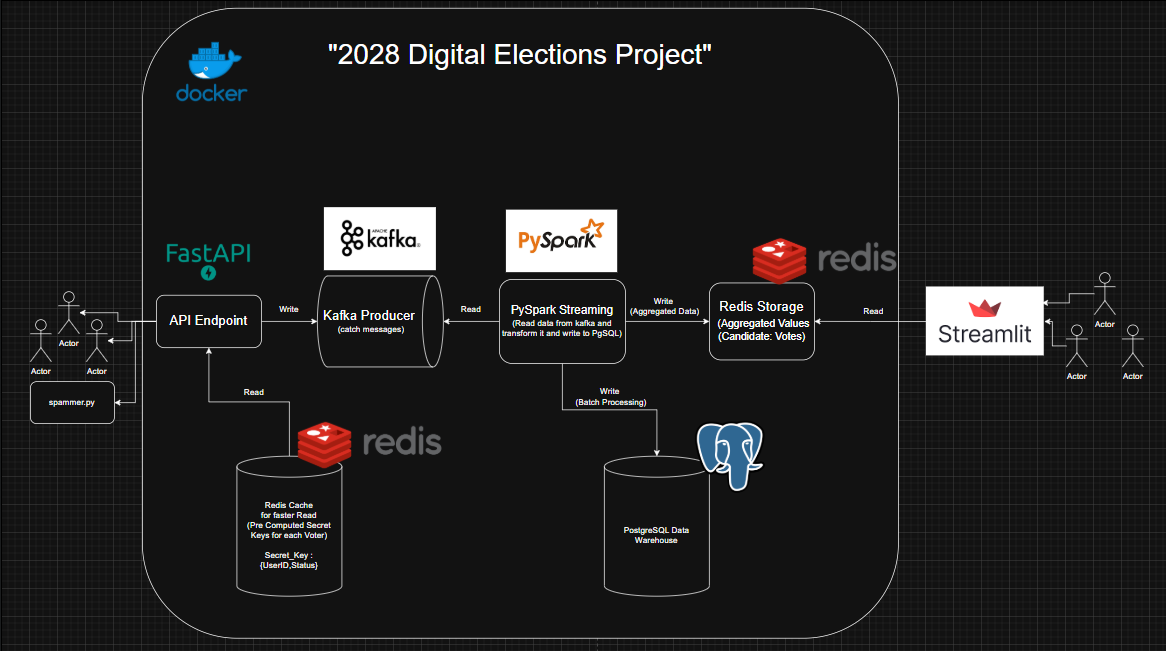 "2028 Digital Elections Project"
docker
FastAPI
API Endpoint
Write
APACHE
kafka
Kafka Producer
(catch messages)
Read
PySpark
PySpark Streaming
(Read data from kafka and
transform it and write to PgSQL)
Write
(Aggregated Data)
redis
Redis Storage
(Aggregated Values
(Candidate: Votes)
Read
Streamlit
Actor
Actor
Actor
Actor
Actor
Actor
spammer.py
Read
redis
Redis Cache
for faster Read
(Pre Computed Secret
Keys for each Voter)
Secret_Key :
{UserID,Status}
Write
(Batch Processing)
PostgreSQL Data
Warehouse